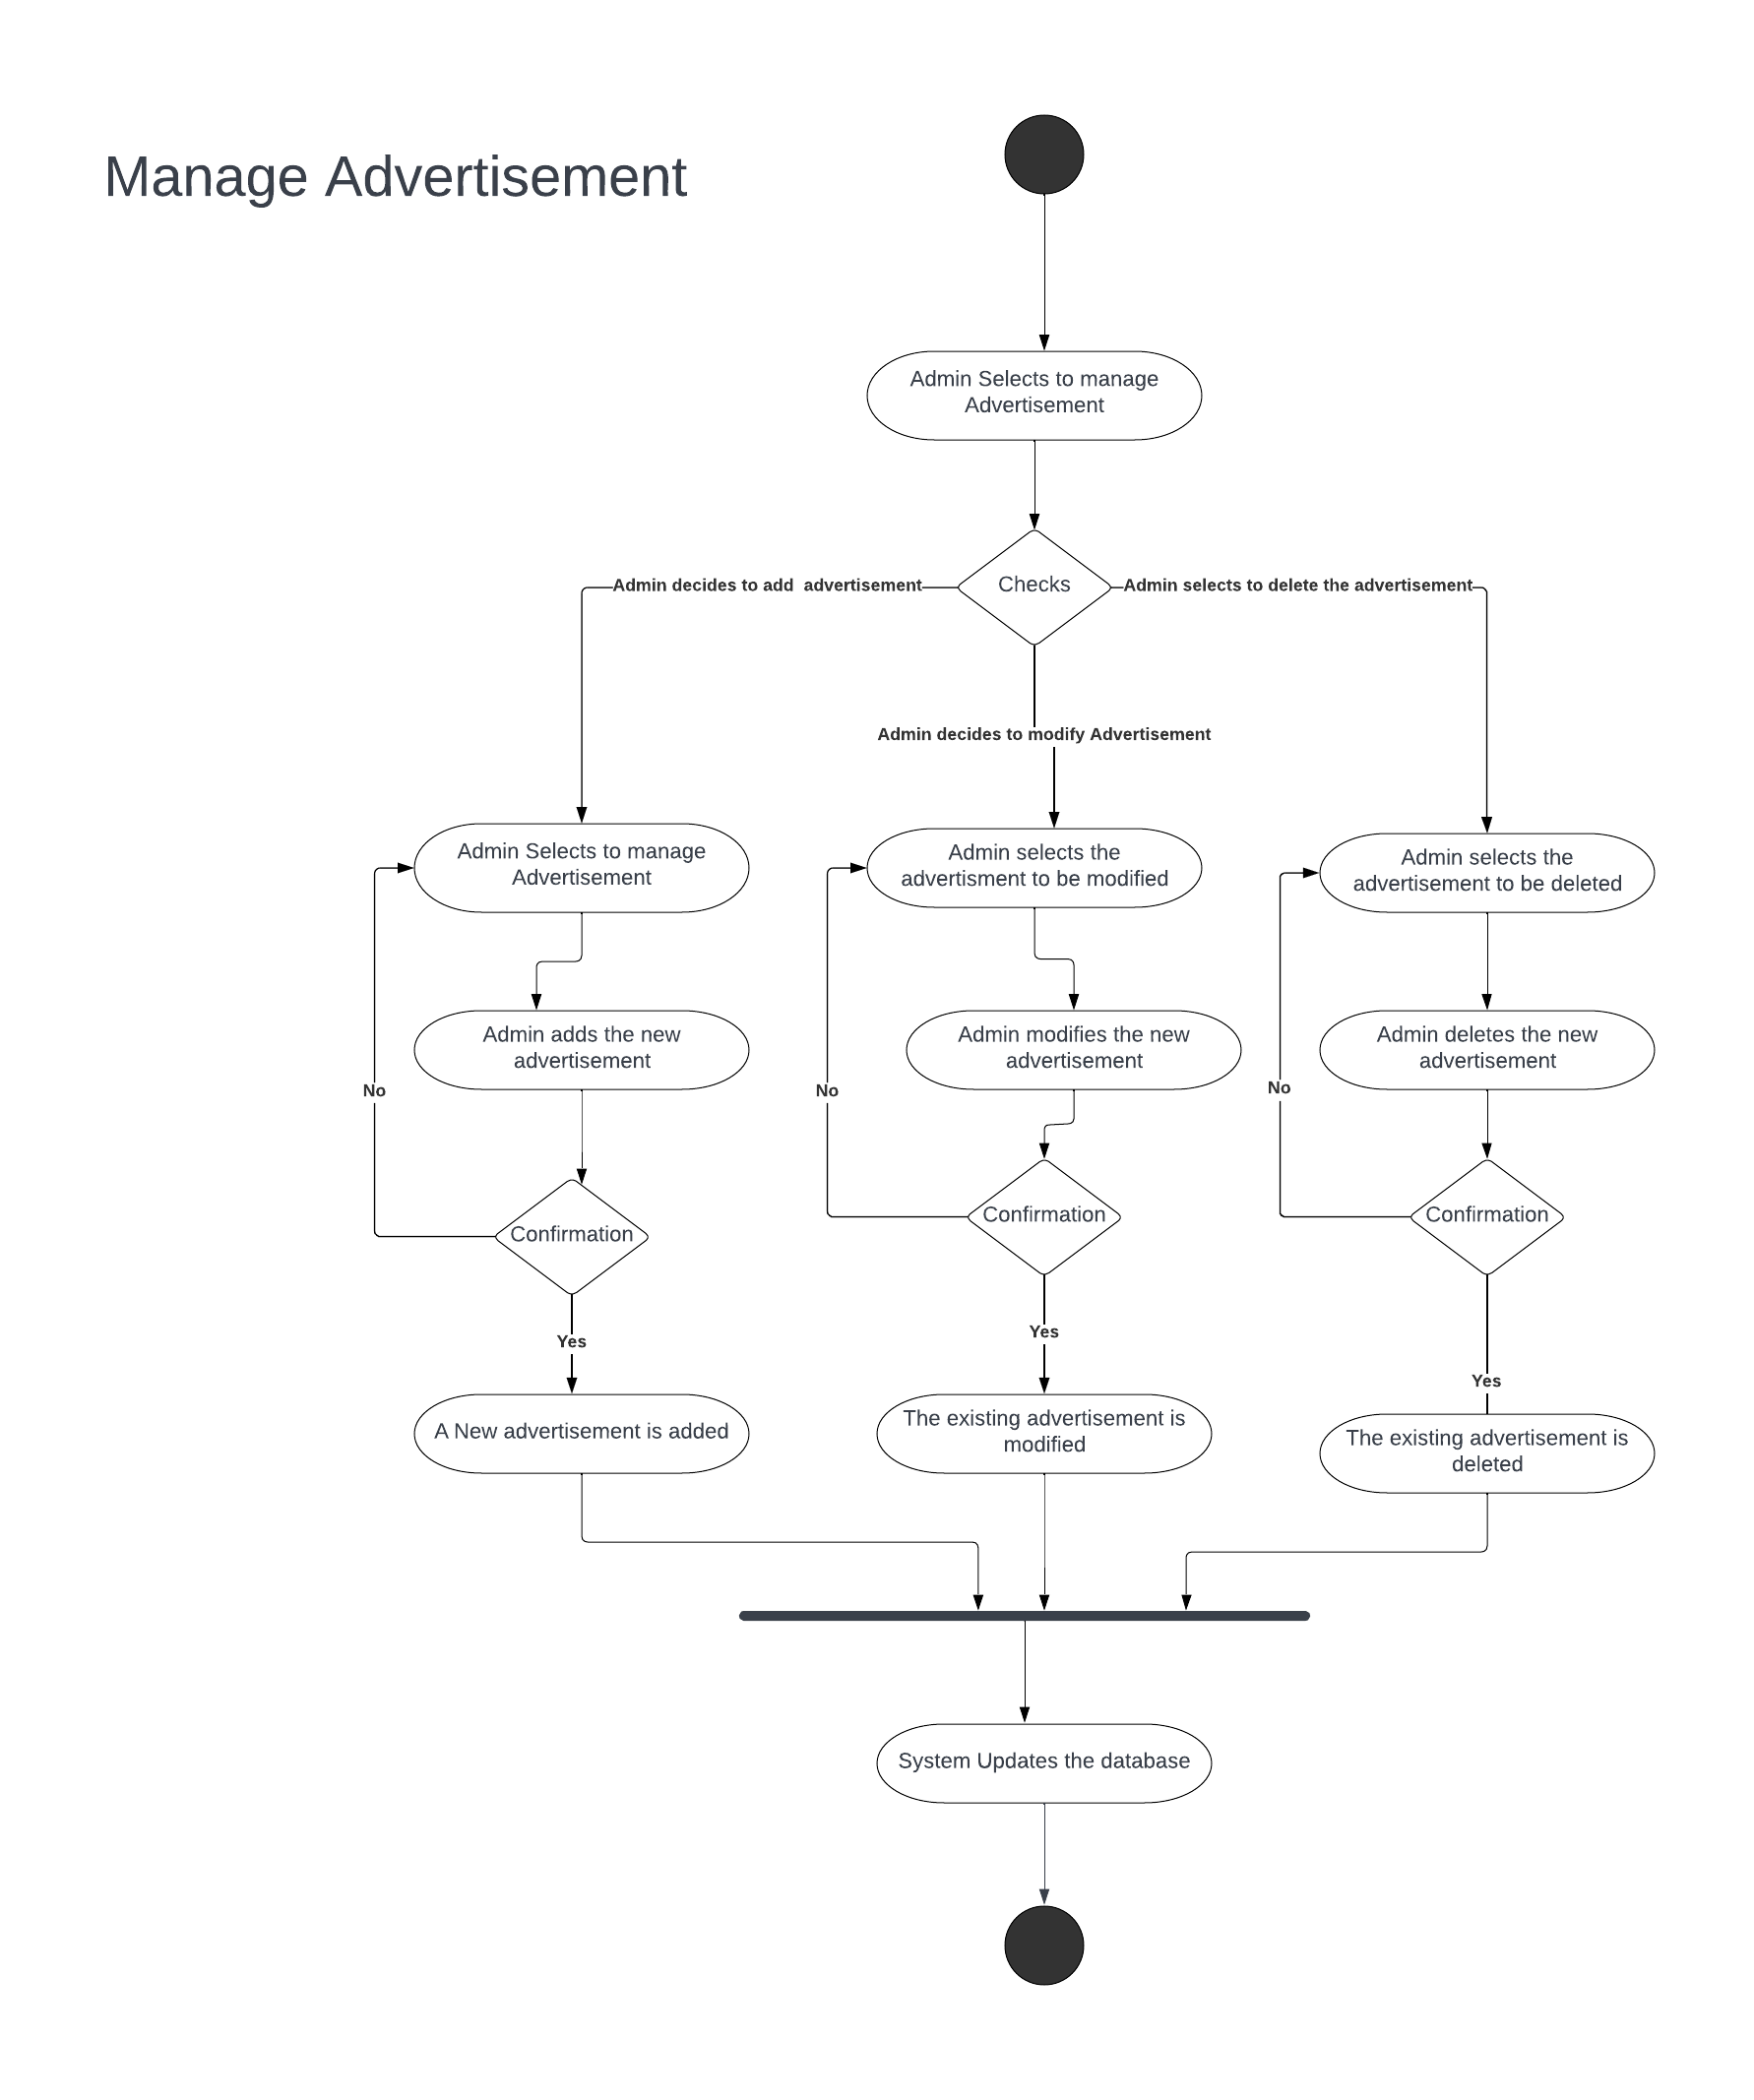 Manage Advertisement
Admin Selects to manage
Advertisement
Checks
Admin decides to add  advertisement
Admin selects to delete the advertisement
Admin decides to modify Advertisement
Admin Selects to manage
Advertisement
Admin selects the
advertisment to be modified
Admin selects the
advertisement to be deleted
Admin adds the new
advertisement
Admin modifies the new
advertisement
Admin deletes the new
advertisement
No
No
No
Confirmation
Confirmation
Confirmation
Yes
Yes
Yes
A New advertisement is added
The existing advertisement is
modified
The existing advertisement is
deleted
System Updates the database